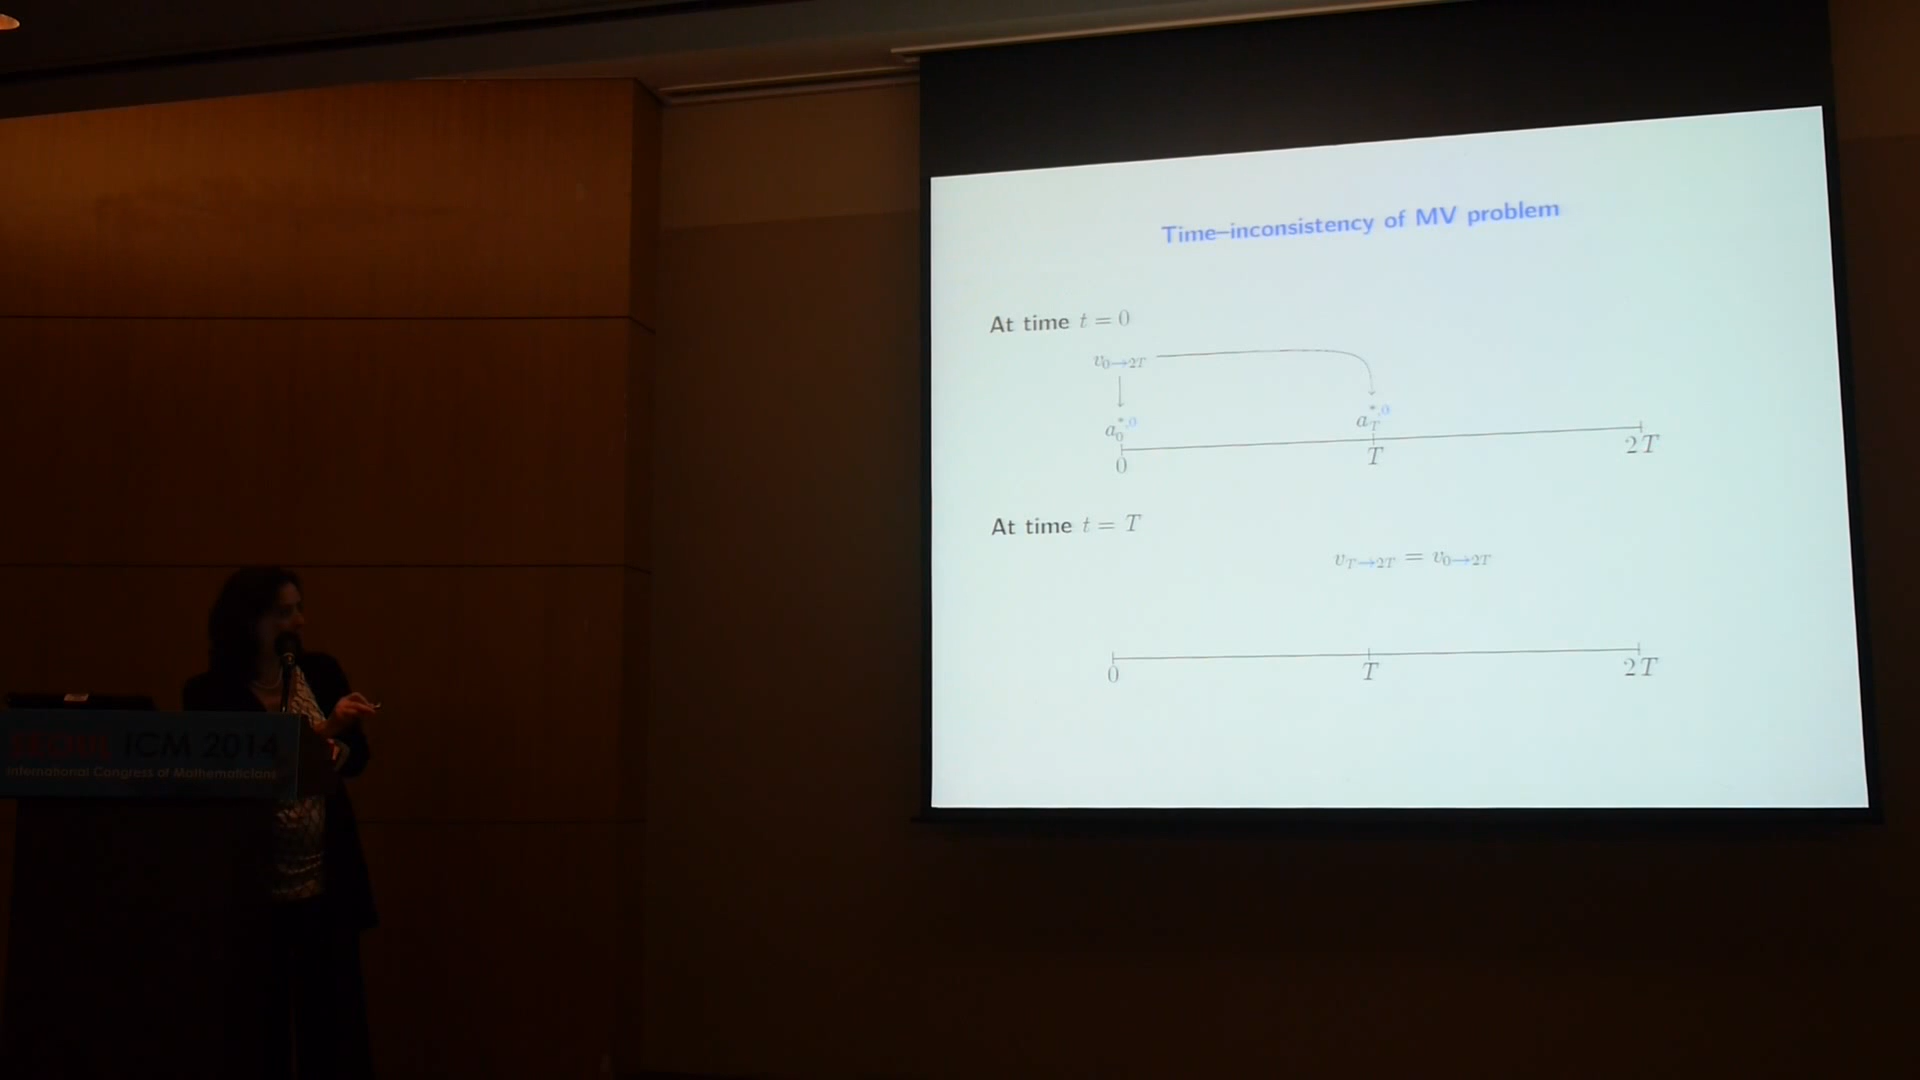 Time–inconsistency of MV problem
At time t = 0
v_{0→2T}
a_0^{*,0} a_T^{*,0}
0 T 2T
At time t = T
v_{T→2T} = v_{0→2T}
0 T 2T
SEOUL ICM 2014
International Congress of Mathematicians